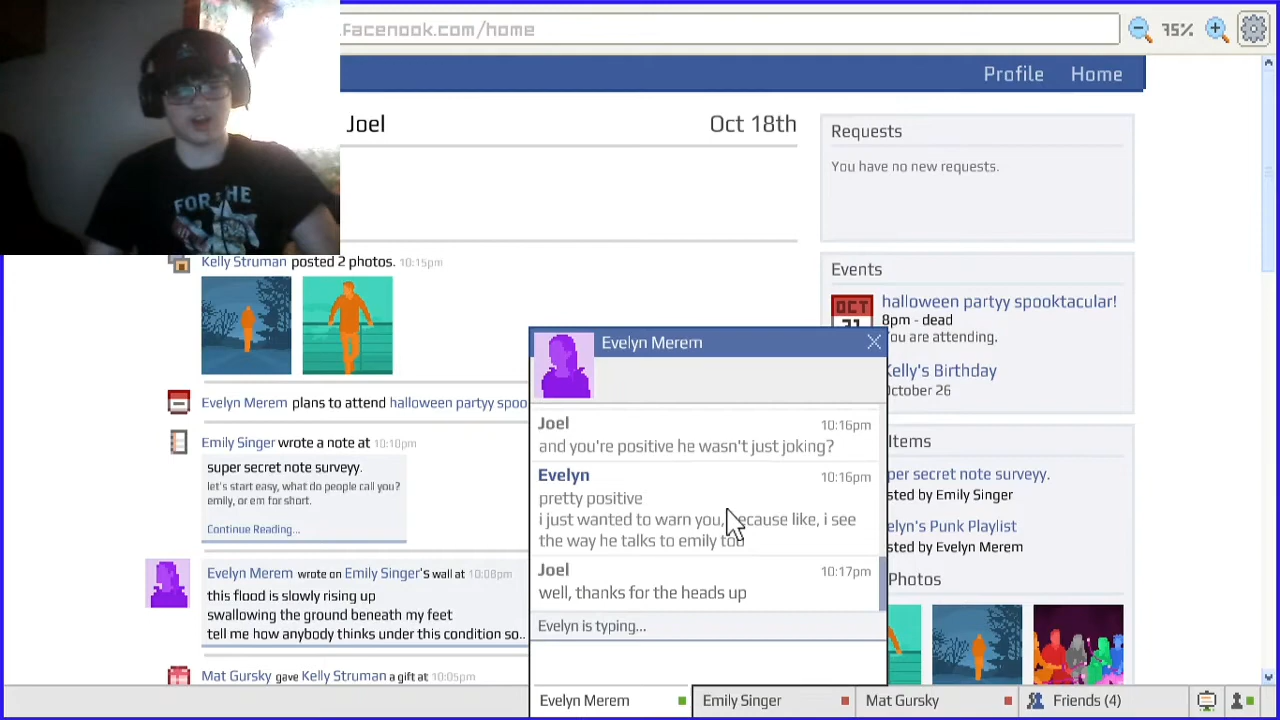 .facenook.com/home
75%
Profile Home
Joel
Oct 18th
Requests
You have no new requests.
FOR HE
Kelly Struman posted 2 photos. 10:15pm
Events
OCT
halloween partyy spooktacular!
8pm - dead
You are attending.
Kelly's Birthday
October 26
Evelyn Merem plans to attend halloween partyy spoo
Emily Singer wrote a note at 10:10pm
super secret note surveyy.
let's start easy, what do people call you?
emily, or em for short.
Continue Reading...
Evelyn Merem wrote on Emily Singer's wall at 10:08pm
this flood is slowly rising up
swallowing the ground beneath my feet
tell me how anybody thinks under this condition so..
Mat Gursky gave Kelly Struman a gift at 10:05pm
Evelyn Merem
Joel 10:16pm
and you're positive he wasn't just joking?
Evelyn 10:16pm
pretty positive
i just wanted to warn you, because like, i see
the way he talks to emily too
Joel 10:17pm
well, thanks for the heads up
Evelyn is typing...
Items
per secret note surveyy.
sted by Emily Singer
elyn's Punk Playlist
sted by Evelyn Merem
Photos
Evelyn Merem
Emily Singer
Mat Gursky
Friends (4)